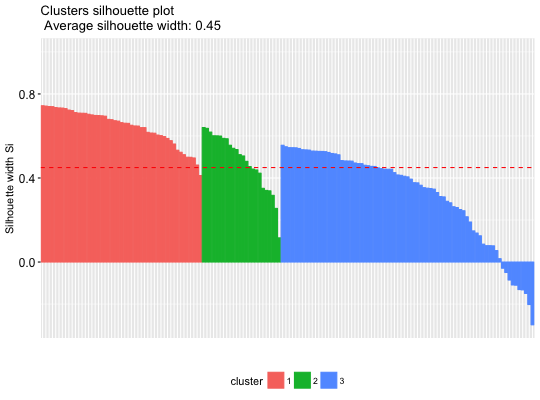 Clusters silhouette plot
Average silhouette width: 0.45
Silhouette width Si
0.8
0.4
0.0
cluster 1 2 3